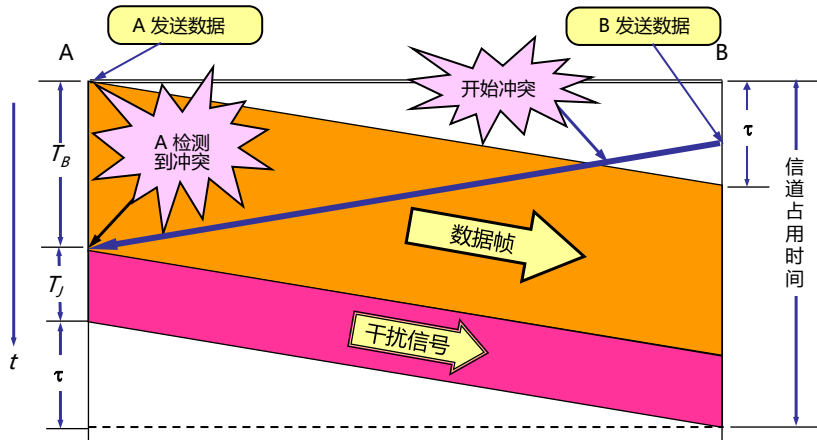 A 发送数据
B 发送数据
A
B
开始冲突
A 检测
到冲突
T_B
τ
信道占用时间
数据帧
T_J
干扰信号
t
τ